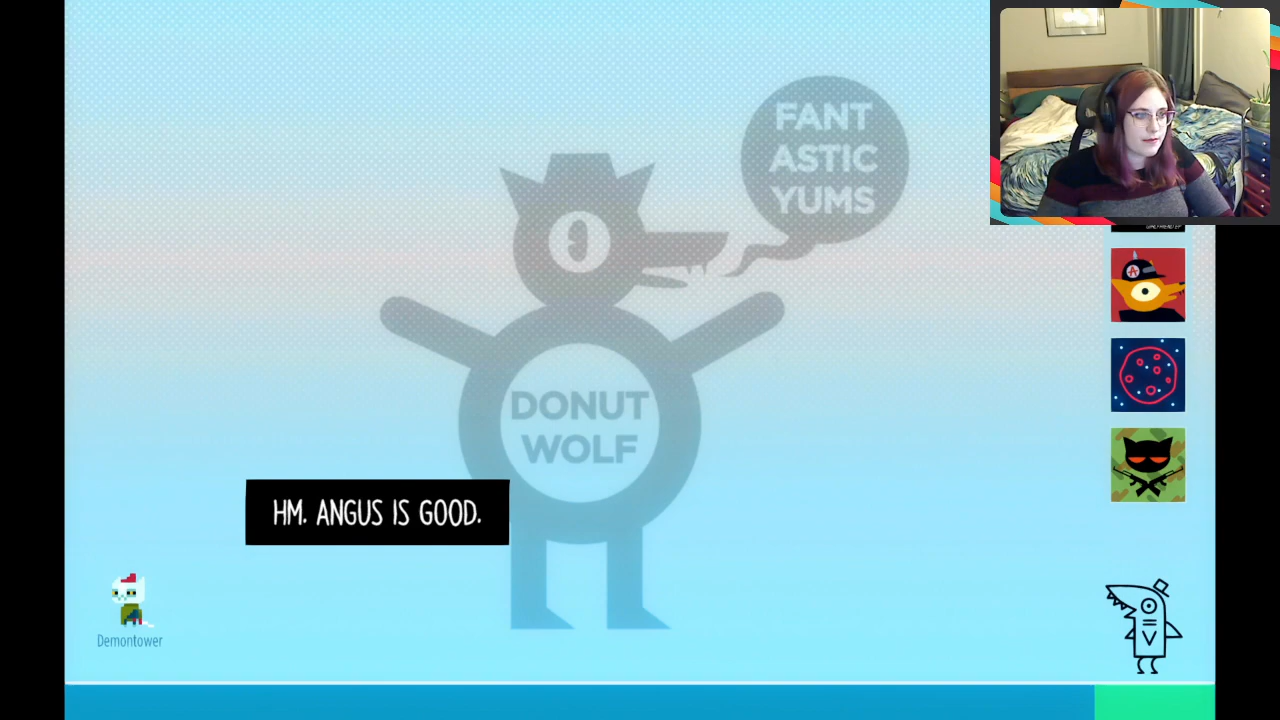 FANT
ASTIC
YUMS
DONUT
WOLF
HM. ANGUS IS GOOD.
Demontower